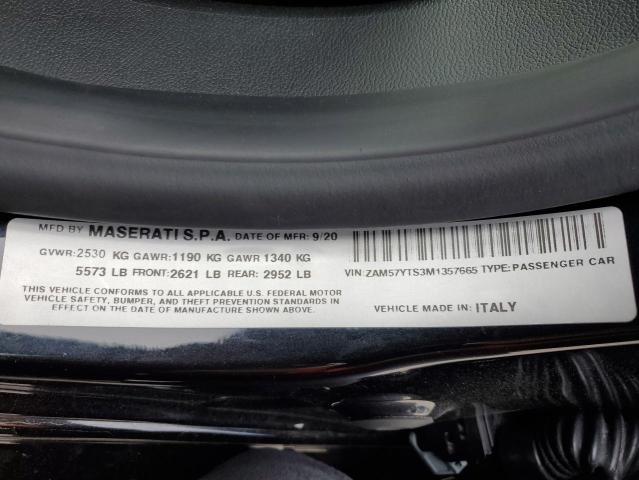 MFD BY MASERATI S.P.A. DATE OF MFR: 9/20
GVWR:2530 KG GAWR:1190 KG GAWR 1340 KG
5573 LB FRONT:2621 LB REAR: 2952 LB
VIN:ZAM57YTS3M1357665 TYPE:PASSENGER CAR
THIS VEHICLE CONFORMS TO ALL APPLICABLE U.S. FEDERAL MOTOR
VEHICLE SAFETY, BUMPER, AND THEFT PREVENTION STANDARDS IN
EFFECT ON THE DATE OF MANUFACTURE SHOWN ABOVE.
VEHICLE MADE IN: ITALY